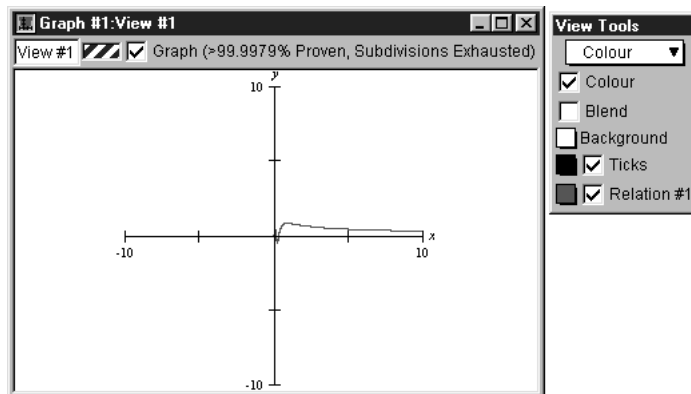 Graph #1:View #1
View #1 Graph (>99.9979% Proven, Subdivisions Exhausted)
y
10
x
-10
10
-10
View Tools
Colour
Colour
Blend
Background
Ticks
Relation #1